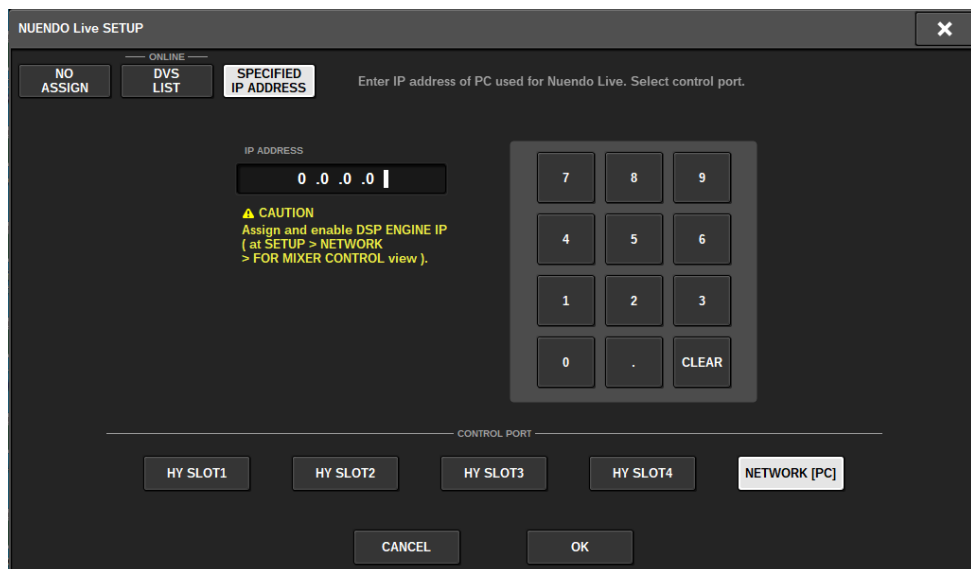 NUENDO Live SETUP
ONLINE
NO
ASSIGN
DVS
LIST
SPECIFIED
IP ADDRESS
Enter IP address of PC used for Nuendo Live. Select control port.
IP ADDRESS
0 .0 .0 .0
CAUTION
Assign and enable DSP ENGINE IP
( at SETUP > NETWORK
> FOR MIXER CONTROL view ).
7 8 9
4 5 6
1 2 3
0 . CLEAR
CONTROL PORT
HY SLOT1 HY SLOT2 HY SLOT3 HY SLOT4 NETWORK [PC]
CANCEL OK